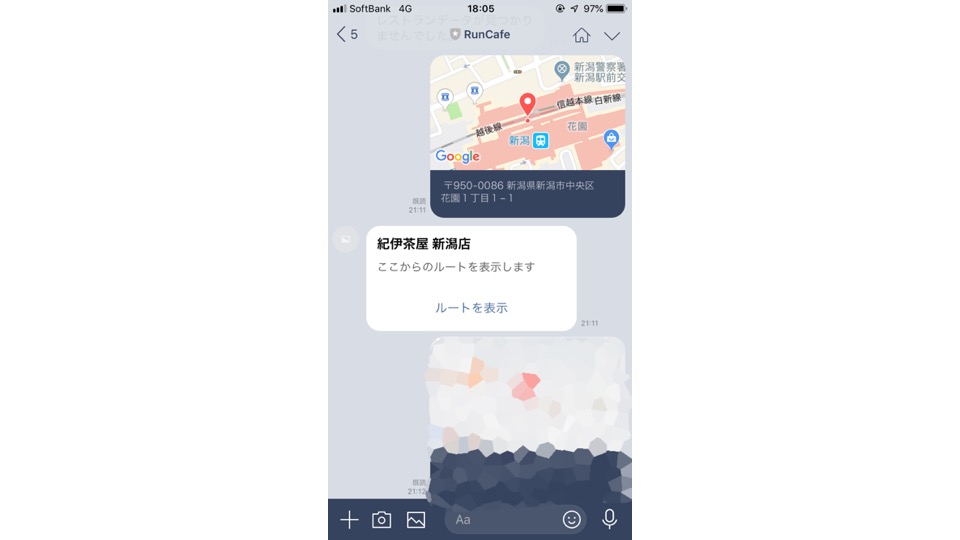 SoftBank 4G 18:05 97%
レストランデータが見つかり
ませんでした
5 RunCafe
新潟警察署
新潟駅前交
信越本線 白新線
越後線
花園
新潟
Google
〒950-0086 新潟県新潟市中央区
花園1丁目1−1
既読
21:11
紀伊茶屋 新潟店
ここからのルートを表示します
ルートを表示
21:11
既読
21:12
Aa